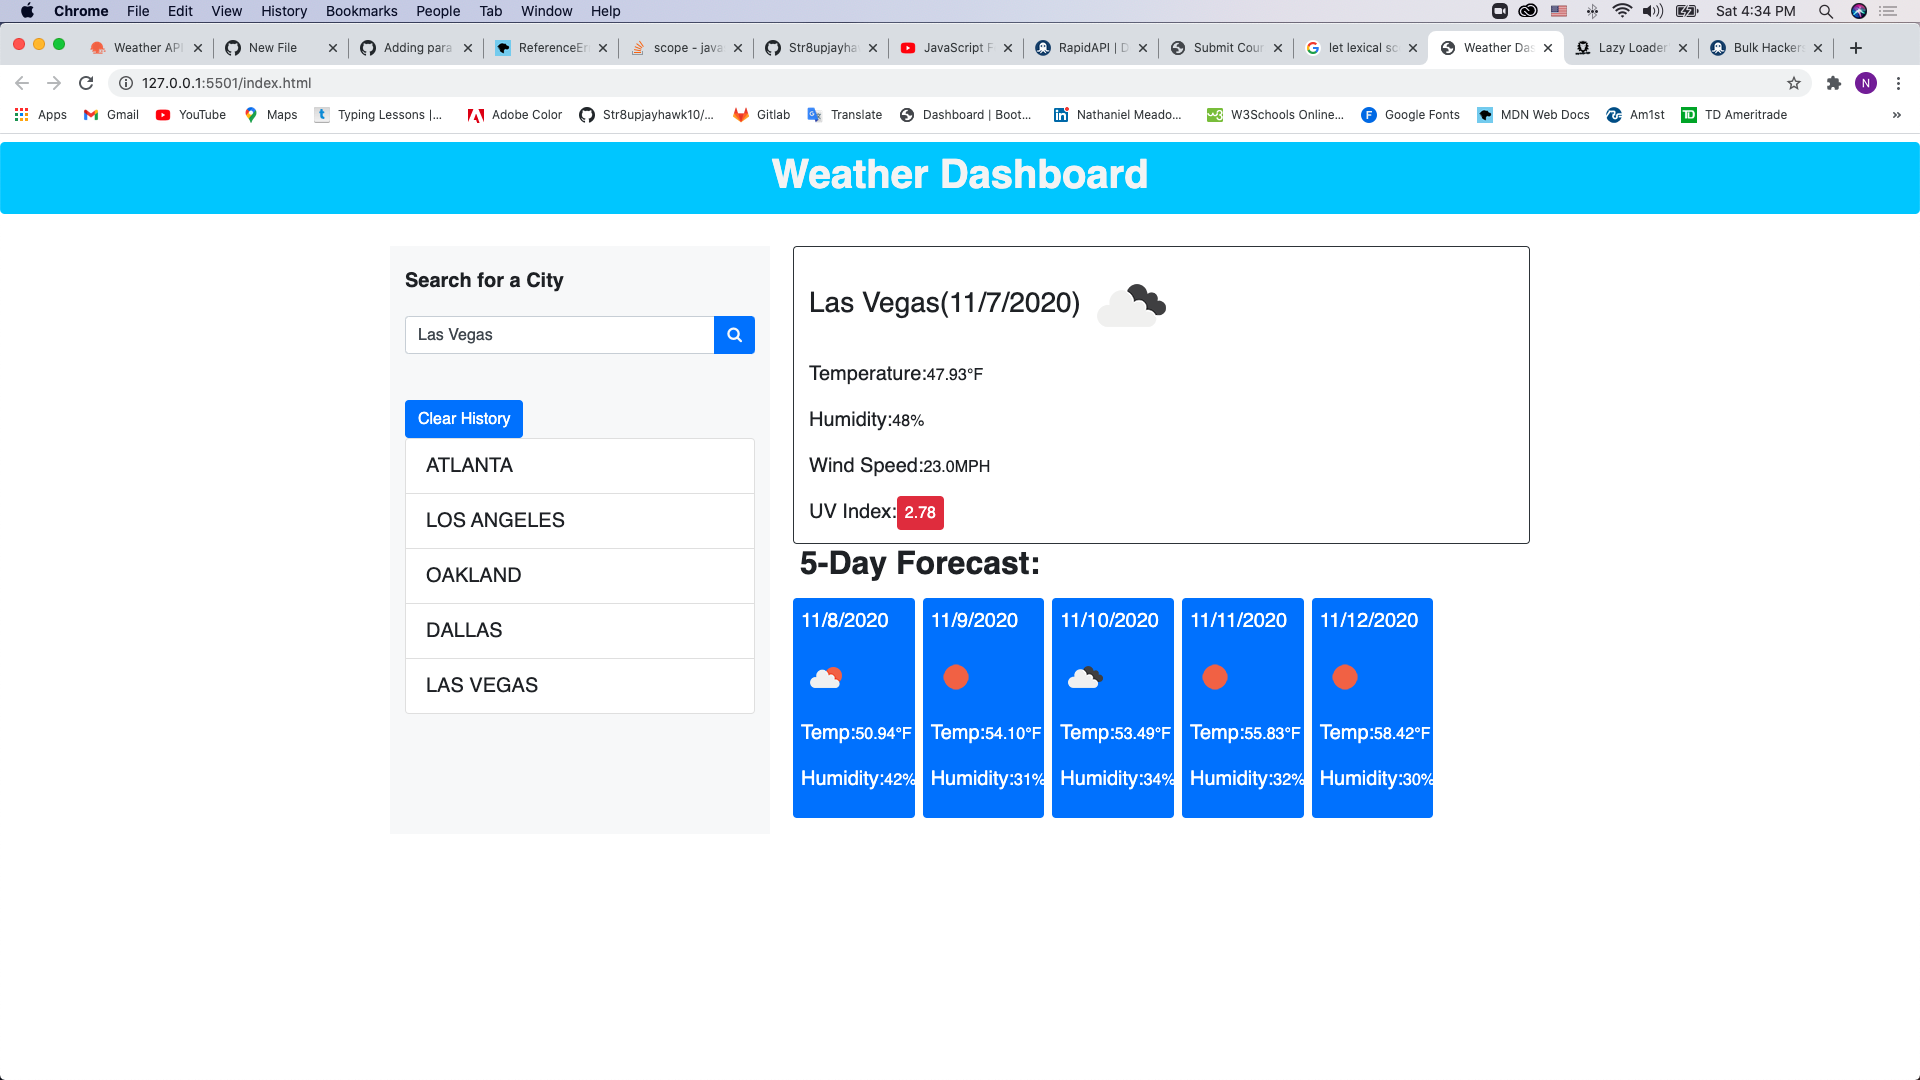 Chrome File Edit View History Bookmarks People Tab Window Help Sat 4:34 PM
Weather AP New File Adding para ReferenceEr scope - java Str8upjayha JavaScript F RapidAPI | D Submit Cour let lexical sc Weather Das Lazy Loader Bulk Hacker
127.0.0.1:5501/index.html N
Apps Gmail YouTube Maps Typing Lessons |... Adobe Color Str8upjayhawk10/... Gitlab Translate Dashboard | Boot... Nathaniel Meado... W3Schools Online... Google Fonts MDN Web Docs Am1st TD Ameritrade »
Weather Dashboard
Search for a City
Las Vegas
Clear History
ATLANTA
LOS ANGELES
OAKLAND
DALLAS
LAS VEGAS
Las Vegas(11/7/2020)
Temperature:47.93°F
Humidity:48%
Wind Speed:23.0MPH
UV Index:2.78
5-Day Forecast:
11/8/2020 11/9/2020 11/10/2020 11/11/2020 11/12/2020
Temp:50.94°F Temp:54.10°F Temp:53.49°F Temp:55.83°F Temp:58.42°F
Humidity:42% Humidity:31% Humidity:34% Humidity:32% Humidity:30%